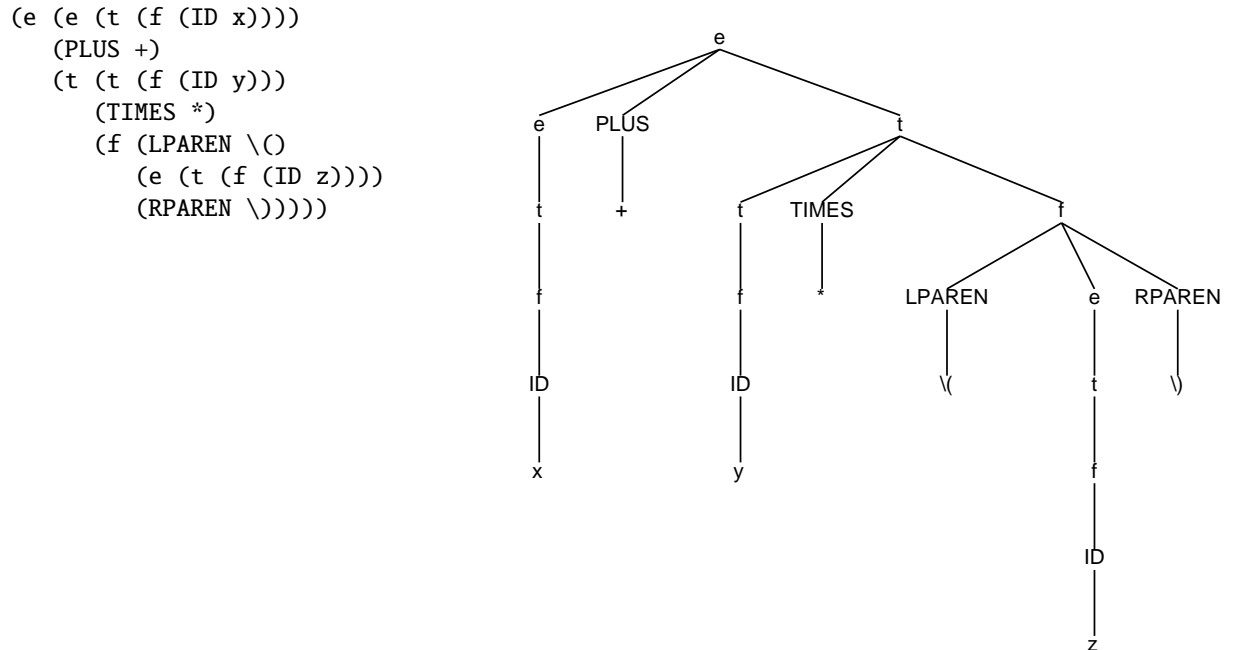 (e (e (t (f (ID x))))
   (PLUS +)
   (t (t (f (ID y)))
      (TIMES *)
      (f (LPAREN \()
         (e (t (f (ID z))))
         (RPAREN \)))))
e
e PLUS t
t + t TIMES f
f f * LPAREN e RPAREN
ID ID \( t \)
x y f
ID
z